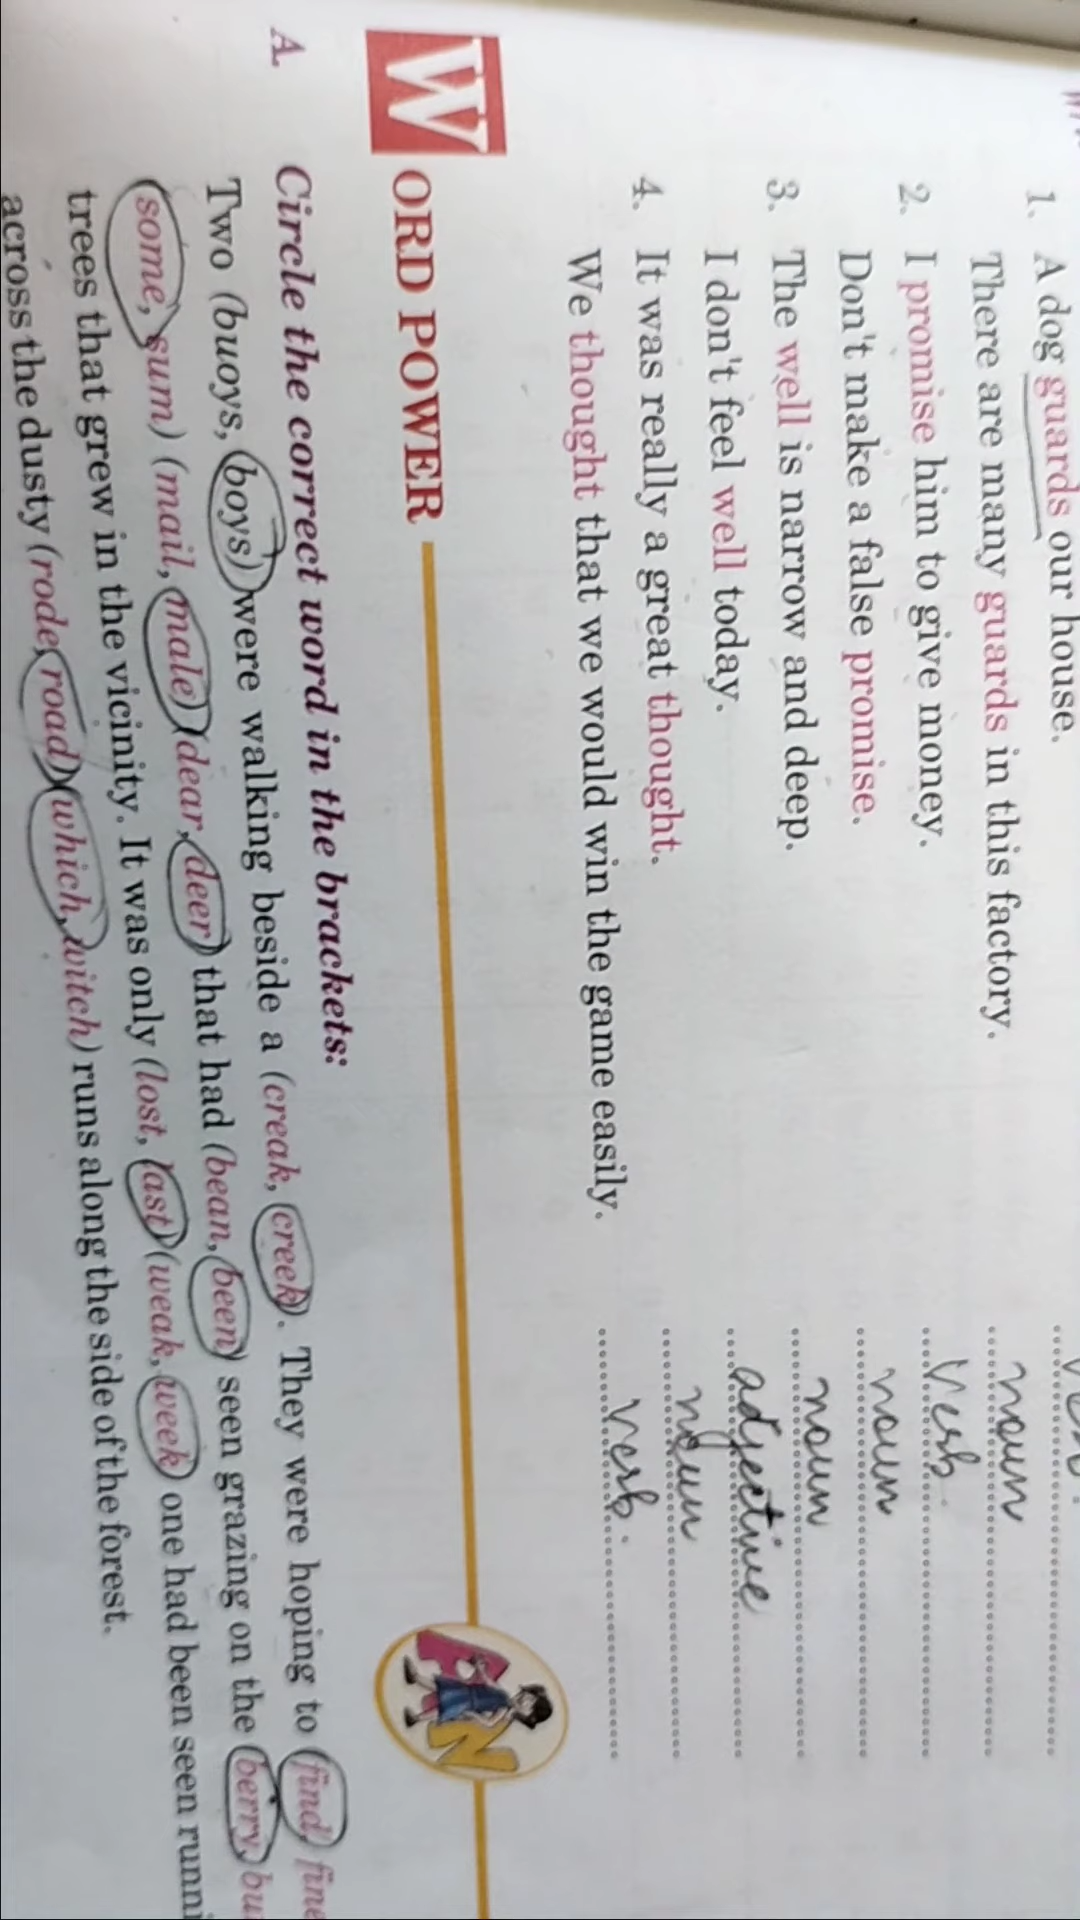 1. A dog guards our house.
There are many guards in this factory. noun
2. I promise him to give money. Verb.
Don't make a false promise. noun
3. The well is narrow and deep. noun
I don't feel well today. adjective
4. It was really a great thought. noun
We thought that we would win the game easily. Verb.
WORD POWER
A. Circle the correct word in the brackets:
Two (buoys, boys) were walking beside a (creak, creek). They were hoping to (find, fine
(some, sum) (mail, male) (dear, deer) that had (bean, been) seen grazing on the (berry,
trees that grew in the vicinity. It was only (lost, last) (weak, week) one had been seen
across the dusty (rode, road) (which, witch) runs along the side of the forest.